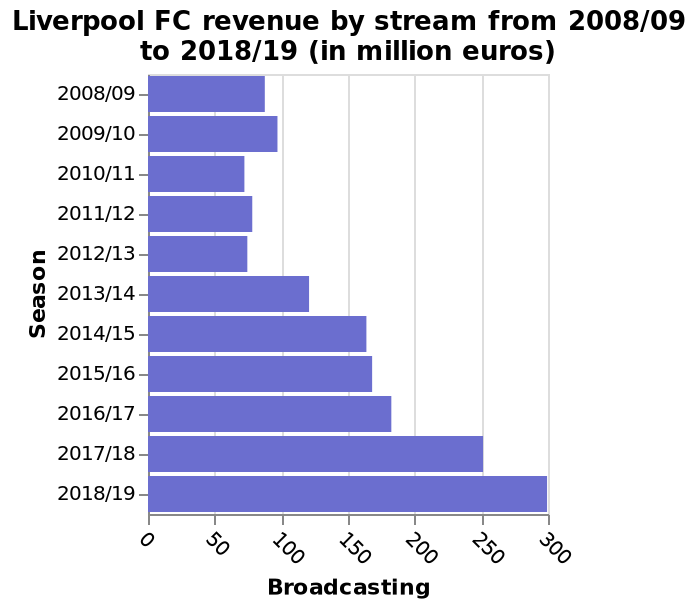 Liverpool FC revenue by stream from 2008/09
to 2018/19 (in million euros)
2008/09
2009/10
2010/11
2011/12
2012/13
2013/14
2014/15
2015/16
2016/17
2017/18
2018/19
Season
0 50 100 150 200 250 300
Broadcasting